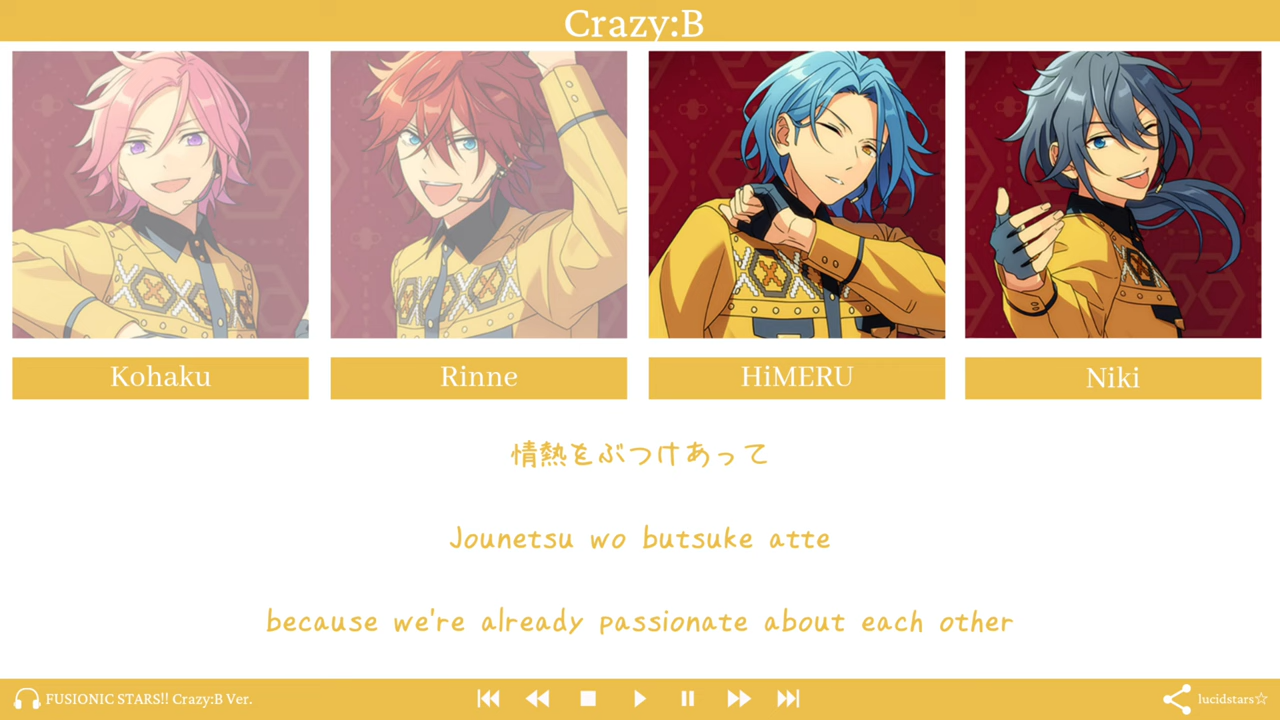 Crazy:B
Kohaku
Rinne
HiMERU
Niki
情熱をぶつけあって
Jounetsu wo butsuke atte
because we're already passionate about each other
FUSIONIC STARS!! Crazy:B Ver.
lucidstars☆